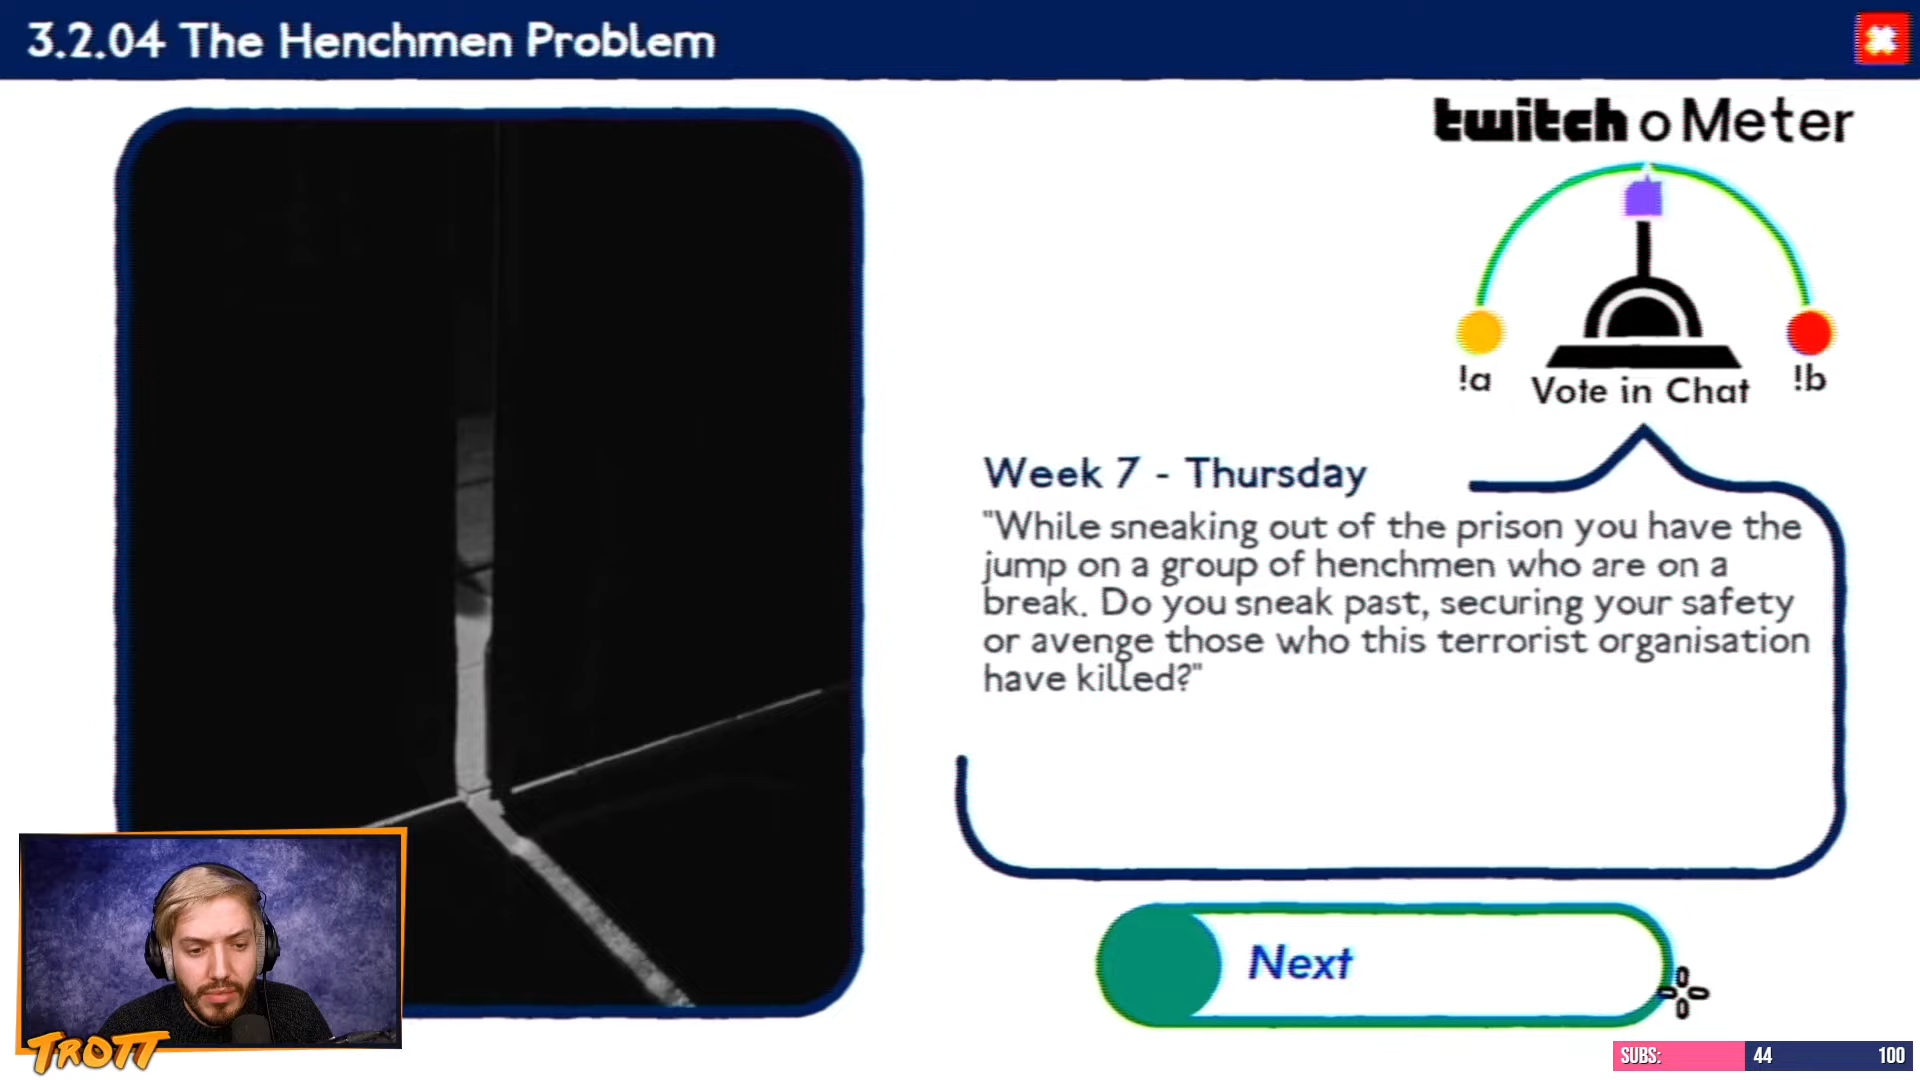 3.2.04 The Henchmen Problem
twitch o Meter
!a
Vote in Chat
!b
Week 7 - Thursday
"While sneaking out of the prison you have the
jump on a group of henchmen who are on a
break. Do you sneak past, securing your safety
or avenge those who this terrorist organisation
have killed?"
Next
TROTT
SUBS: 44 100